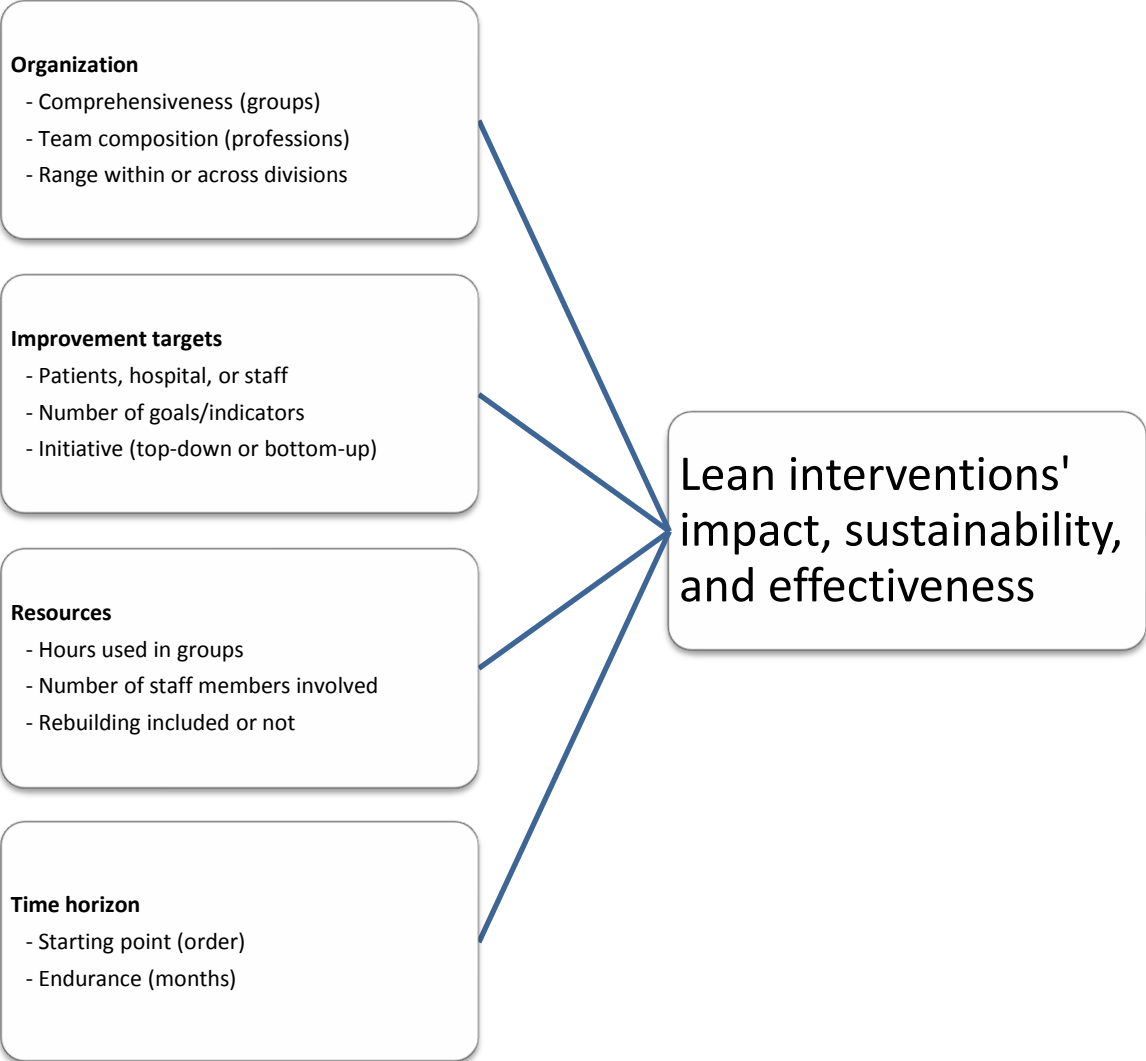 Organization
- Comprehensiveness (groups)
- Team composition (professions)
- Range within or across divisions
Improvement targets
- Patients, hospital, or staff
- Number of goals/indicators
- Initiative (top-down or bottom-up)
Resources
- Hours used in groups
- Number of staff members involved
- Rebuilding included or not
Time horizon
- Starting point (order)
- Endurance (months)
Lean interventions'
impact, sustainability,
and effectiveness